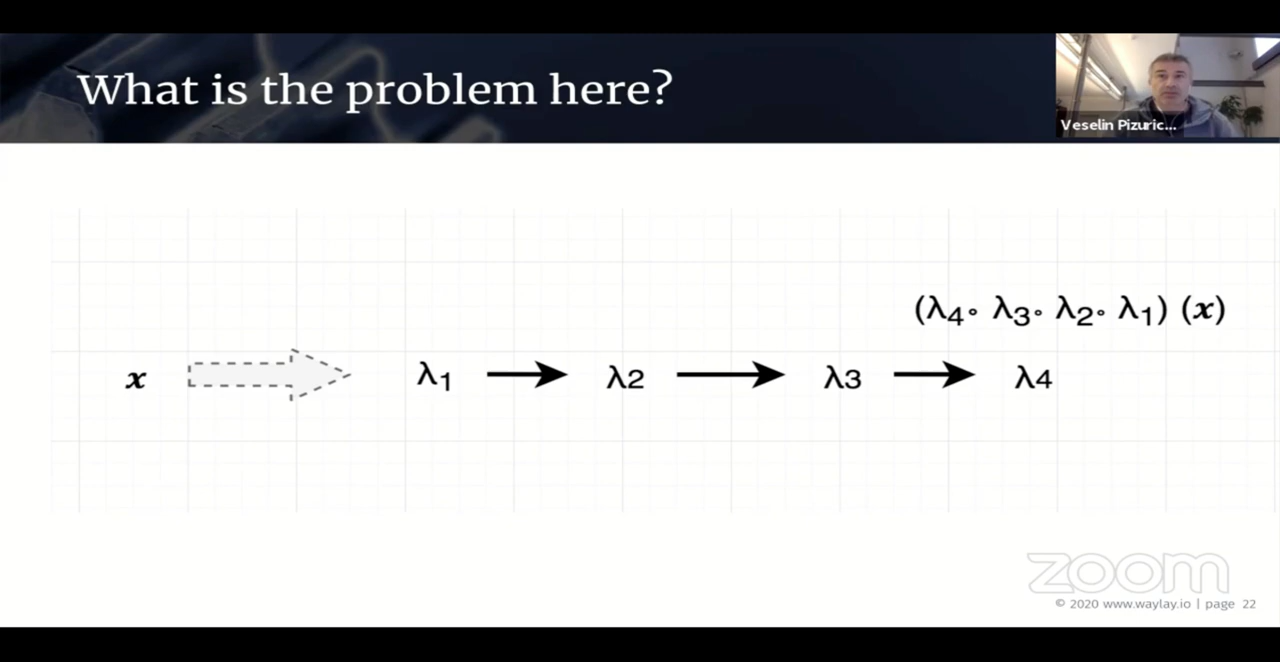 What is the problem here?
Veselin Pizuric...
(λ4∘ λ3∘ λ2∘ λ1) (x)
x λ1 λ2 λ3 λ4
zoom
© 2020 www.waylay.io | page 22